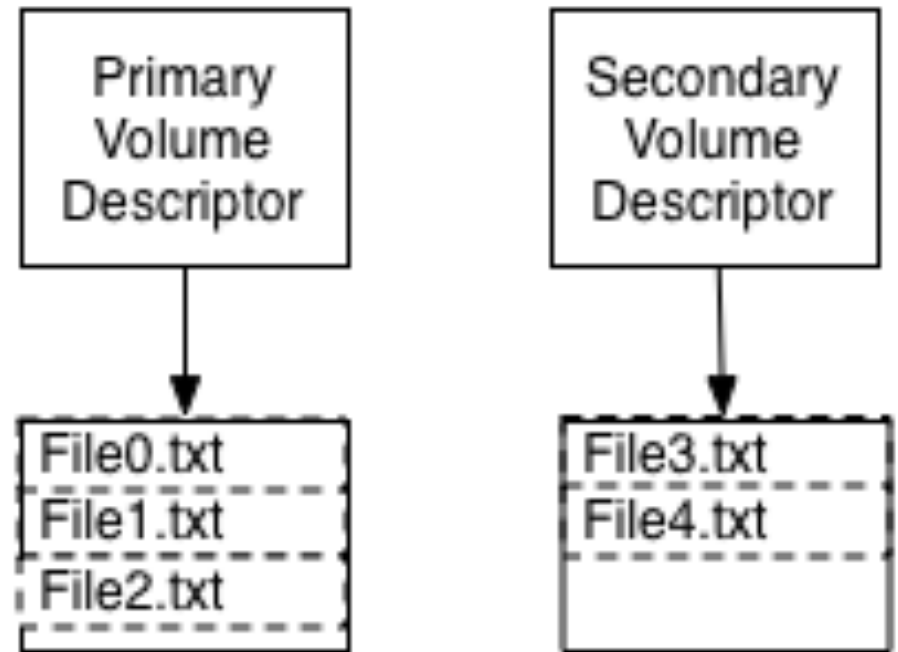 Primary
Volume
Descriptor
Secondary
Volume
Descriptor
File0.txt
File1.txt
File2.txt
File3.txt
File4.txt